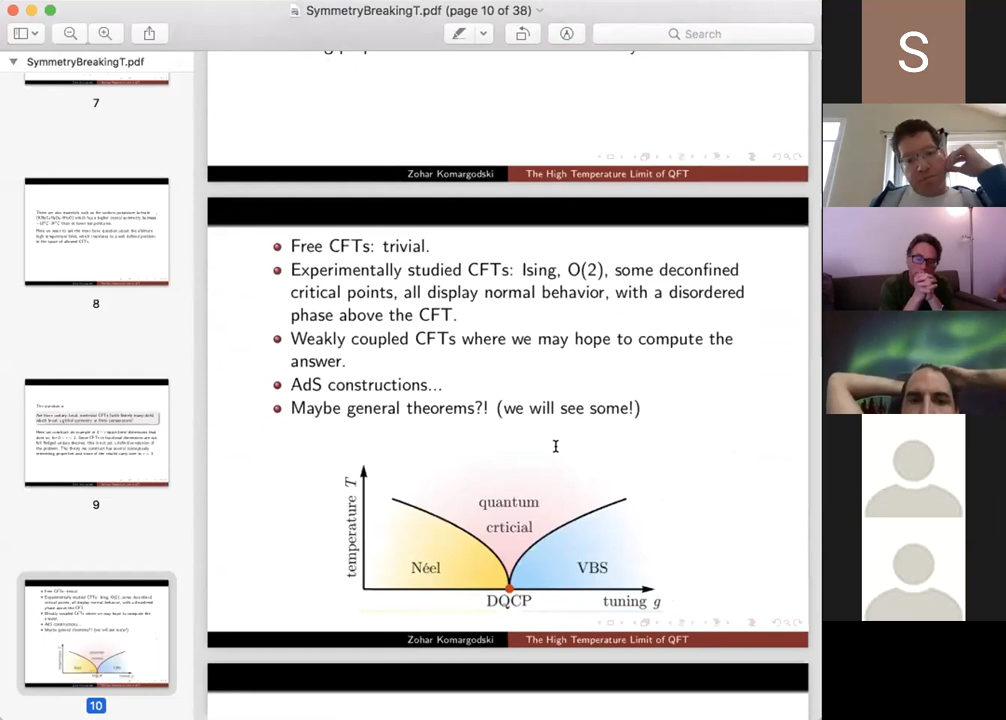 SymmetryBreakingT.pdf (page 10 of 38)
Search
SymmetryBreakingT.pdf
7
8
9
10
Zohar Komargodski
The High Temperature Limit of QFT
Free CFTs: trivial.
Experimentally studied CFTs: Ising, O(2), some deconfined
critical points, all display normal behavior, with a disordered
phase above the CFT.
Weakly coupled CFTs where we may hope to compute the
answer.
AdS constructions...
Maybe general theorems?! (we will see some!)
temperature T
quantum
crticial
Néel
VBS
DQCP
tuning g
Zohar Komargodski
The High Temperature Limit of QFT
S